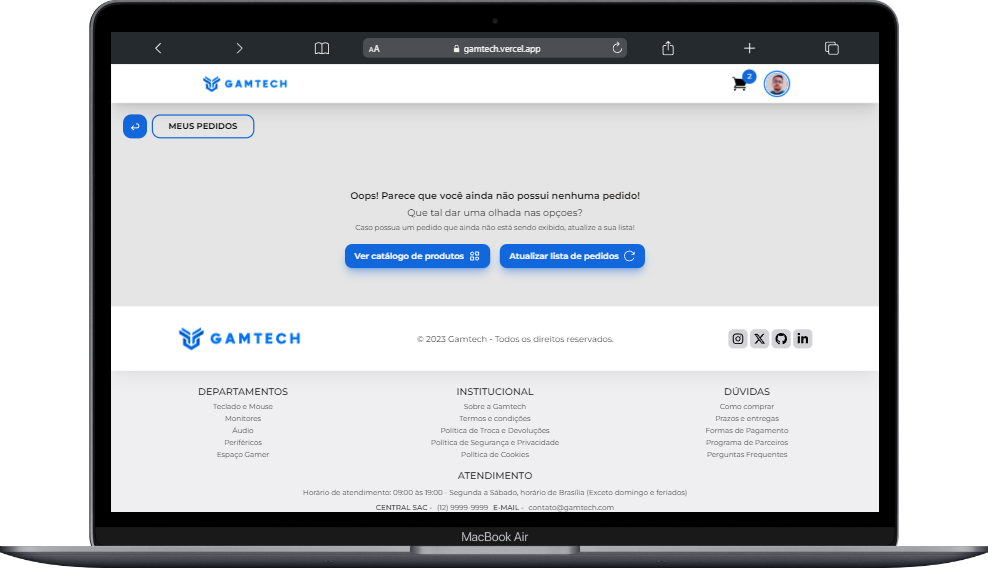 AA gamtech.vercel.app
GAMTECH
2
MEUS PEDIDOS
Oops! Parece que você ainda não possui nenhuma pedido!
Que tal dar uma olhada nas opçoes?
Caso possua um pedido que ainda não está sendo exibido, atualize a sua lista!
Ver catálogo de produtos
Atualizar lista de pedidos
GAMTECH
© 2023 Gamtech - Todos os direitos reservados.
DEPARTAMENTOS
Teclado e Mouse
Monitores
Áudio
Periféricos
Espaço Gamer
INSTITUCIONAL
Sobre a Gamtech
Termos e condições
Política de Troca e Devoluções
Política de Segurança e Privacidade
Política de Cookies
DÚVIDAS
Como comprar
Prazos e entregas
Formas de Pagamento
Programa de Parceiros
Perguntas Frequentes
ATENDIMENTO
Horário de atendimento: 09:00 às 19:00 - Segunda a Sábado, horário de Brasília (Exceto domingo e feriados)
CENTRAL SAC - (12) 9999-9999 E-MAIL - contato@gamtech.com
MacBook Air